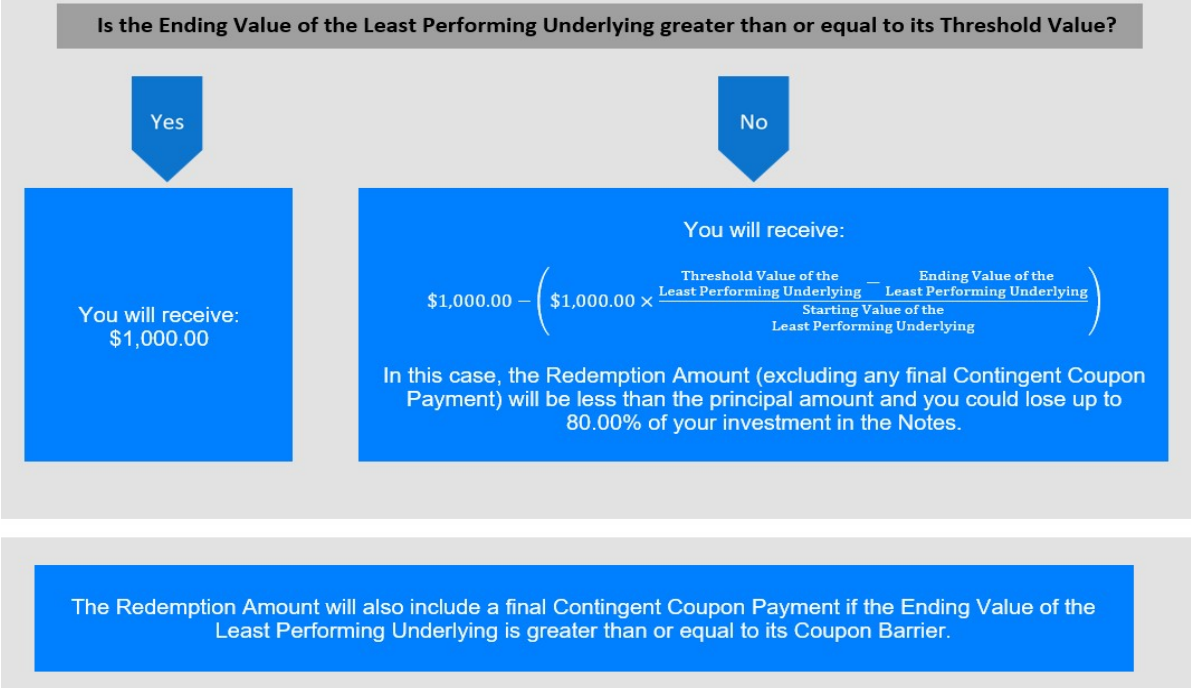 Is the Ending Value of the Least Performing Underlying greater than or equal to its Threshold Value?
Yes
No
You will receive:
$1,000.00
You will receive:
$1,000.00 − ( $1,000.00 × (Threshold Value of the Least Performing Underlying − Ending Value of the Least Performing Underlying) / Starting Value of the Least Performing Underlying )
In this case, the Redemption Amount (excluding any final Contingent Coupon
Payment) will be less than the principal amount and you could lose up to
80.00% of your investment in the Notes.
The Redemption Amount will also include a final Contingent Coupon Payment if the Ending Value of the
Least Performing Underlying is greater than or equal to its Coupon Barrier.